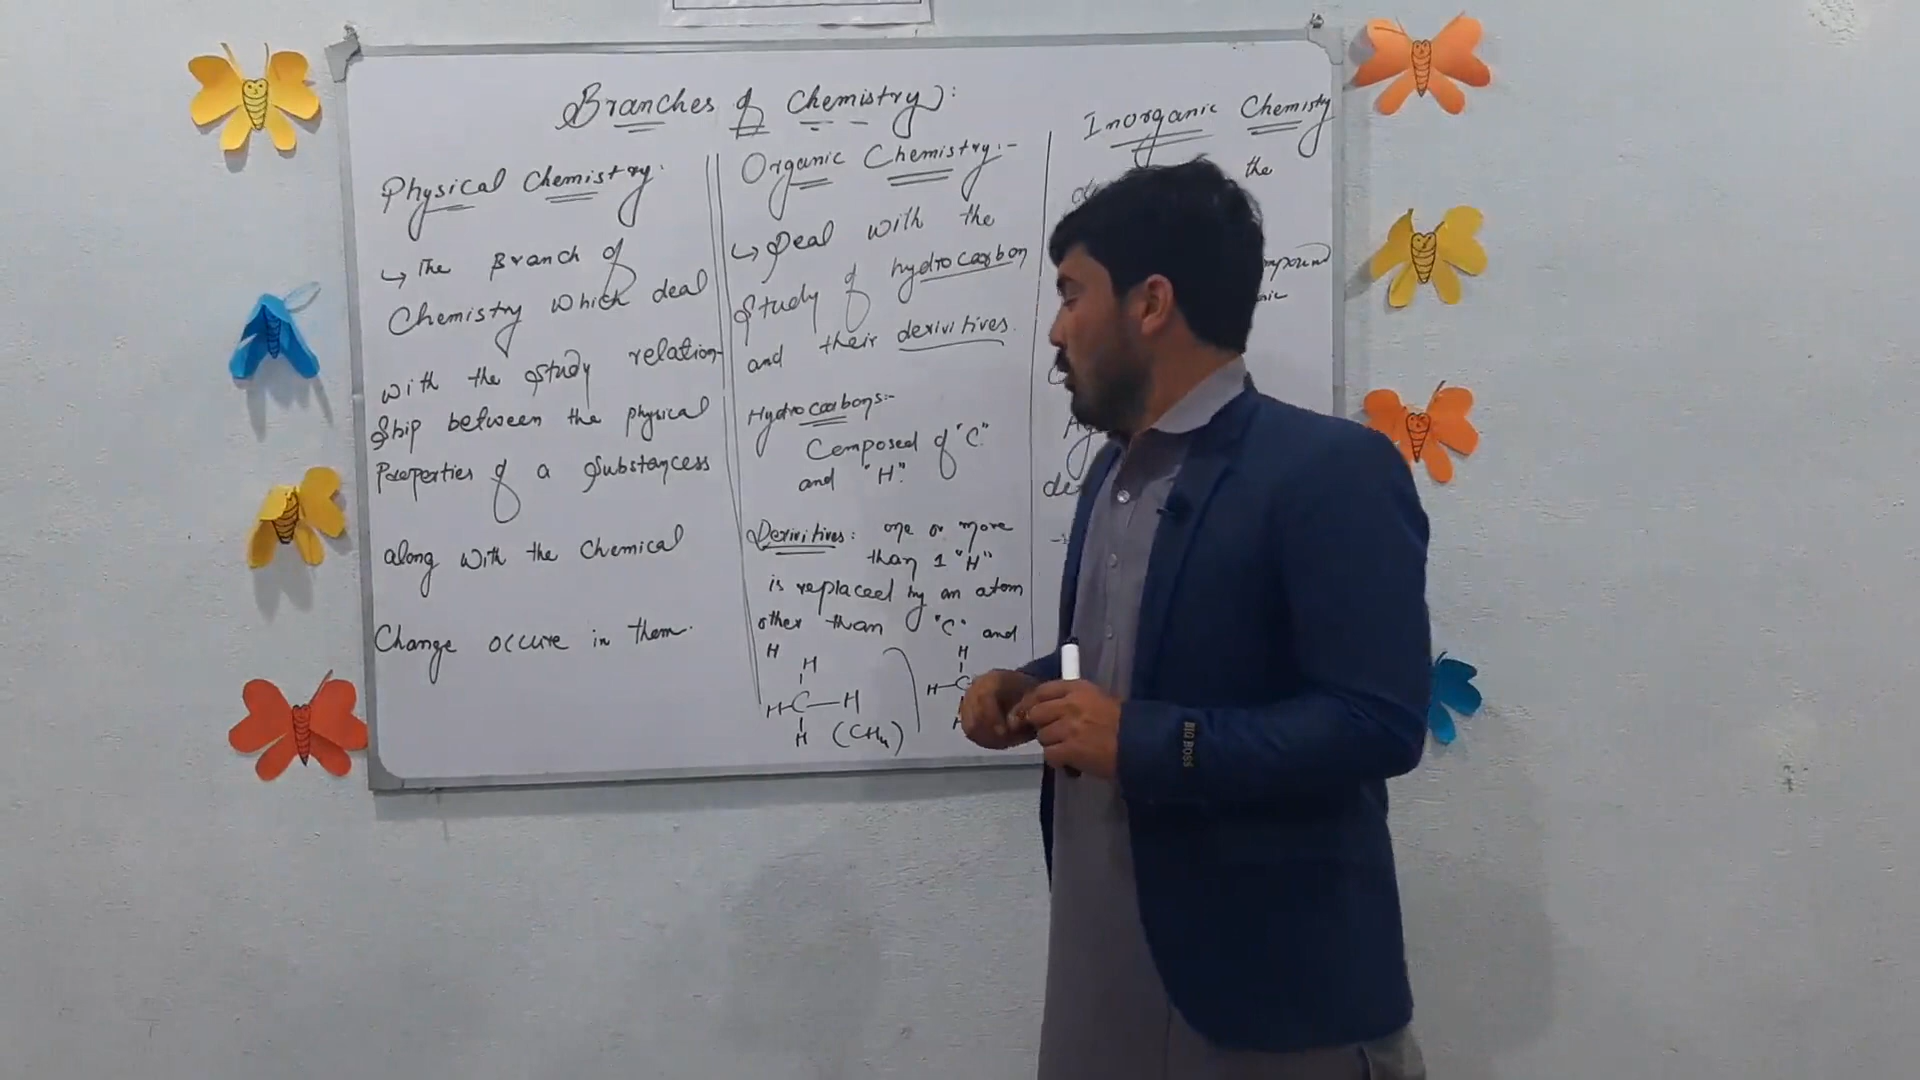 Branches of Chemistry:
Physical Chemistry:
↳ The Branch of
Chemistry which deal
with the study relation-
ship between the physical
Properties of a substancess
along with the chemical
Change occure in them.
Organic Chemistry:-
↳ Deal with the
study of hydrocarbon
and their derivitives.
Hydrocarbons:-
Composed of "C"
and "H".
Derivitives: one or more
than 1 "H"
is replaced by an atom
other than "C" and
H
H
H-C-H
H (CH4)
H
H-C
H
Inorganic Chemistry
the
BIG BOSS